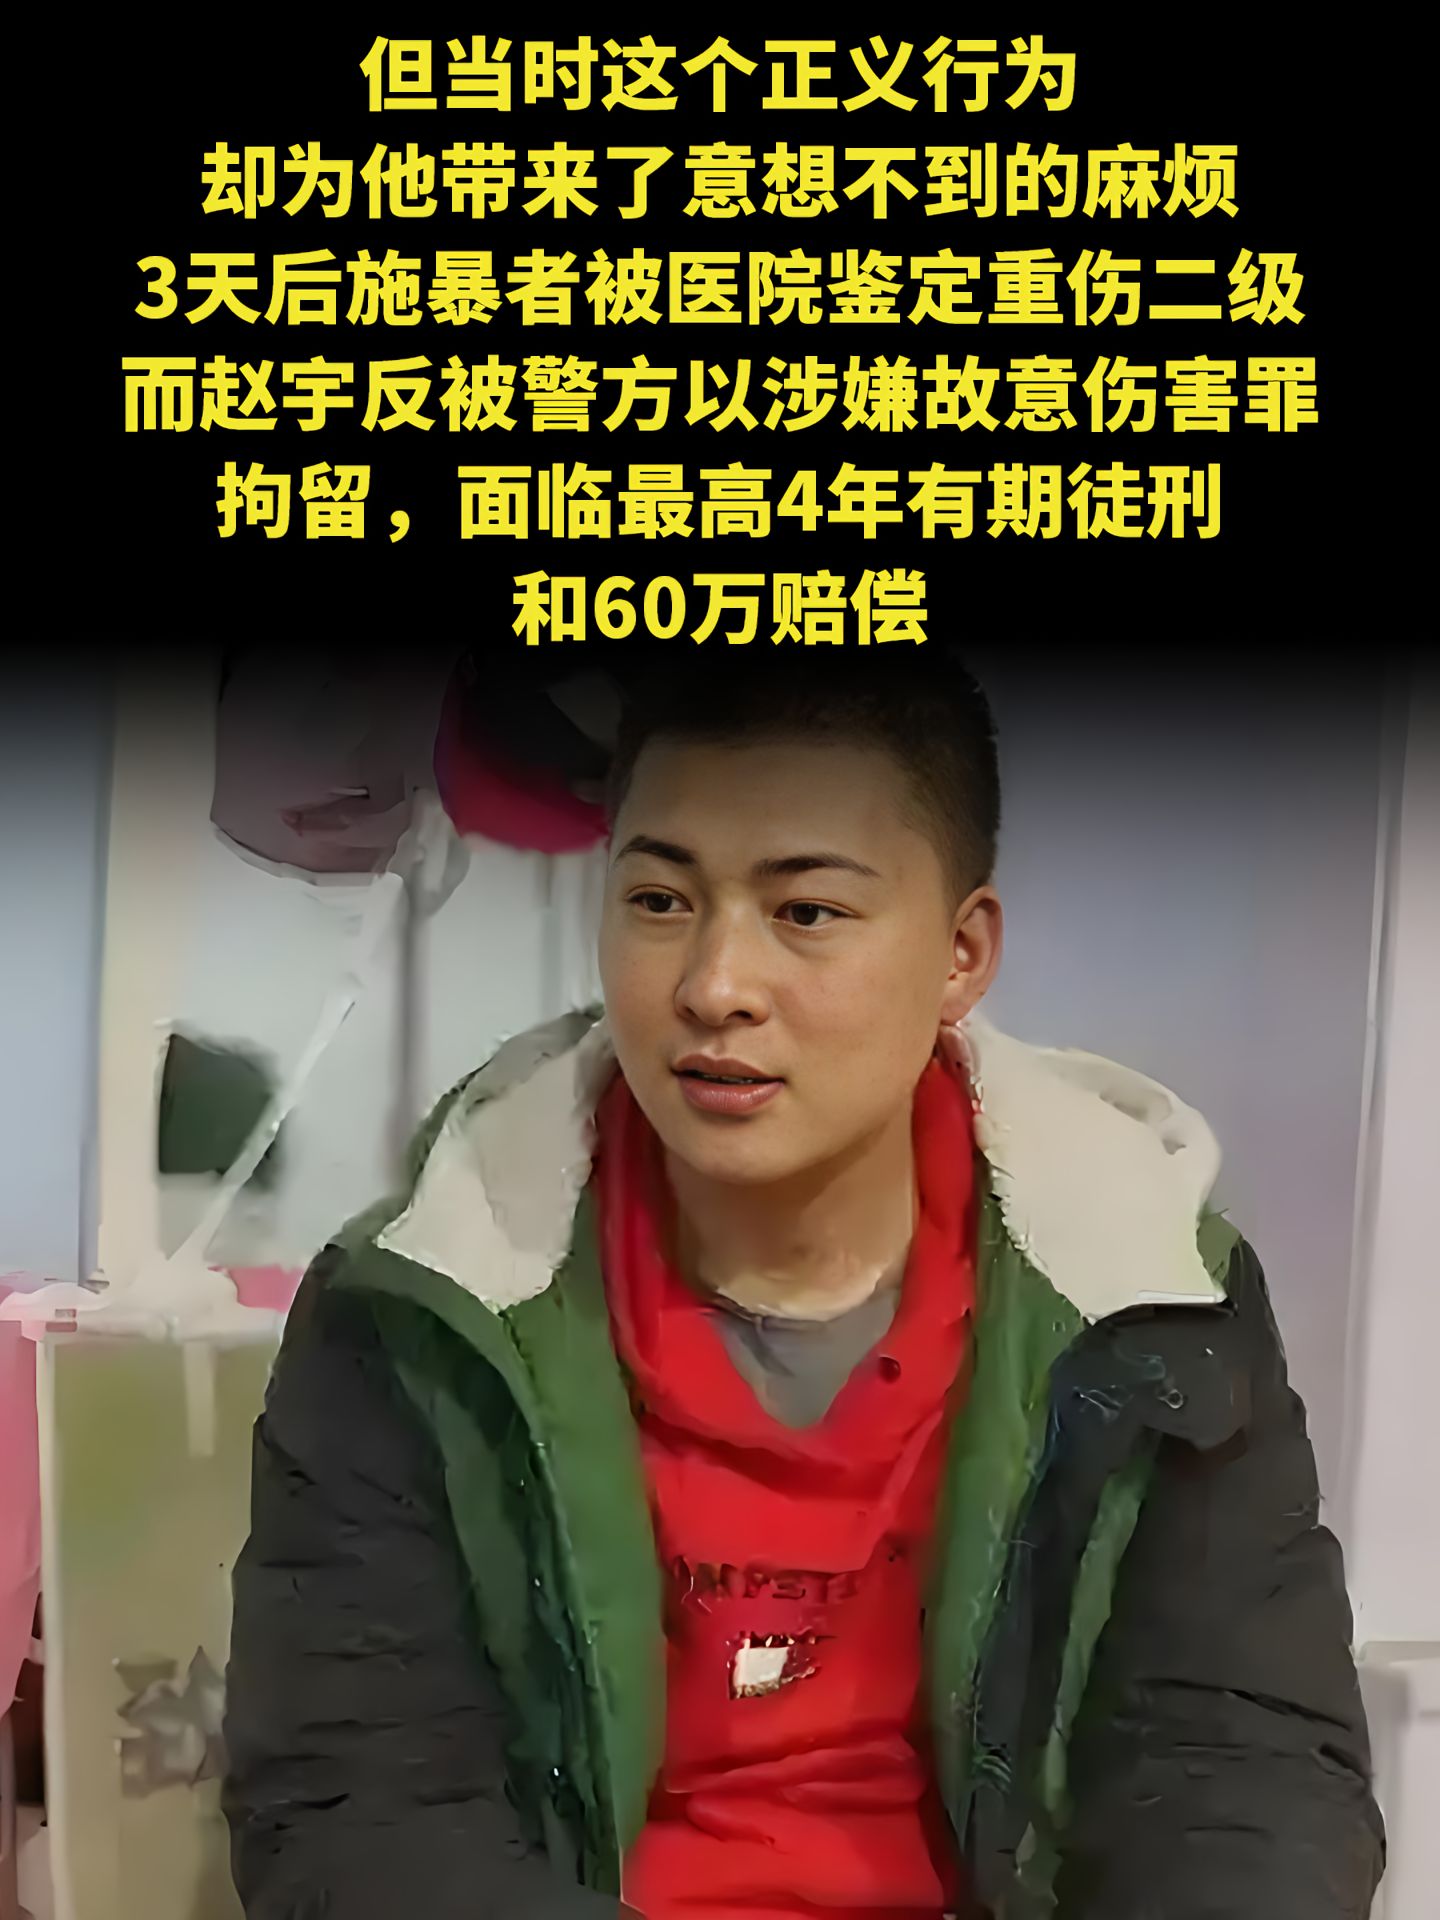 但当时这个正义行为
却为他带来了意想不到的麻烦
3天后施暴者被医院鉴定重伤二级
而赵宇反被警方以涉嫌故意伤害罪
拘留，面临最高4年有期徒刑
和60万赔偿